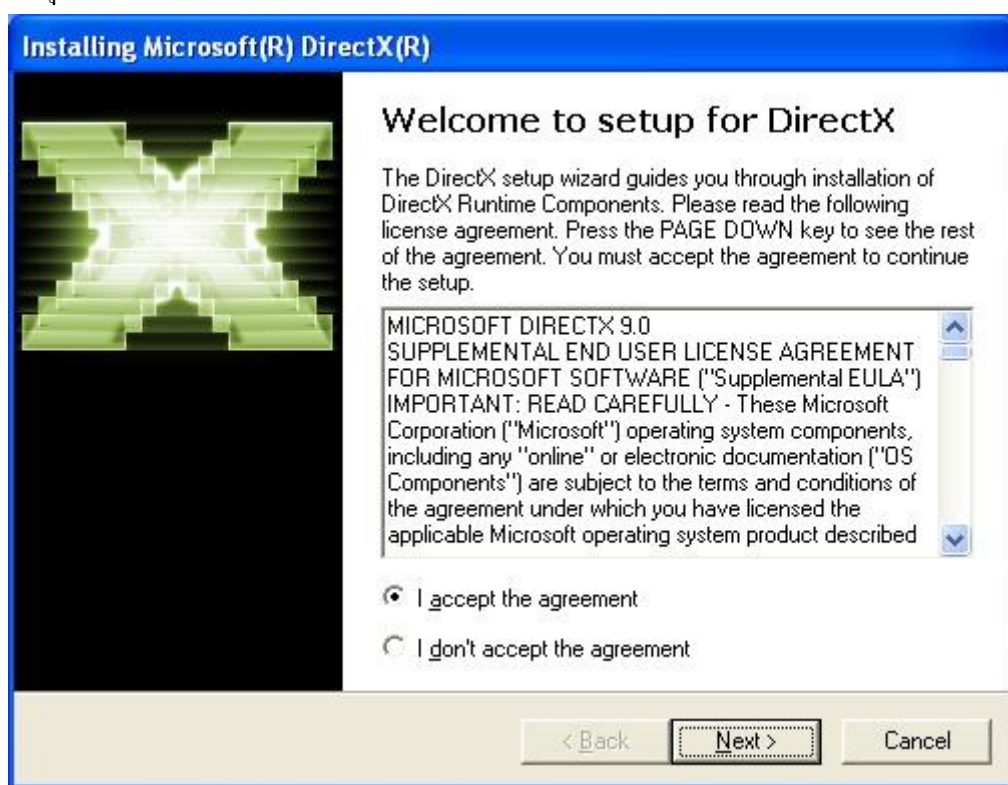 Installing Microsoft(R) DirectX(R)
Welcome to setup for DirectX
The DirectX setup wizard guides you through installation of
DirectX Runtime Components. Please read the following
license agreement. Press the PAGE DOWN key to see the rest
of the agreement. You must accept the agreement to continue
the setup.
MICROSOFT DIRECTX 9.0
SUPPLEMENTAL END USER LICENSE AGREEMENT
FOR MICROSOFT SOFTWARE ("Supplemental EULA")
IMPORTANT: READ CAREFULLY - These Microsoft
Corporation ("Microsoft") operating system components,
including any "online" or electronic documentation ("OS
Components") are subject to the terms and conditions of
the agreement under which you have licensed the
applicable Microsoft operating system product described
I accept the agreement
I don't accept the agreement
< Back
Next >
Cancel